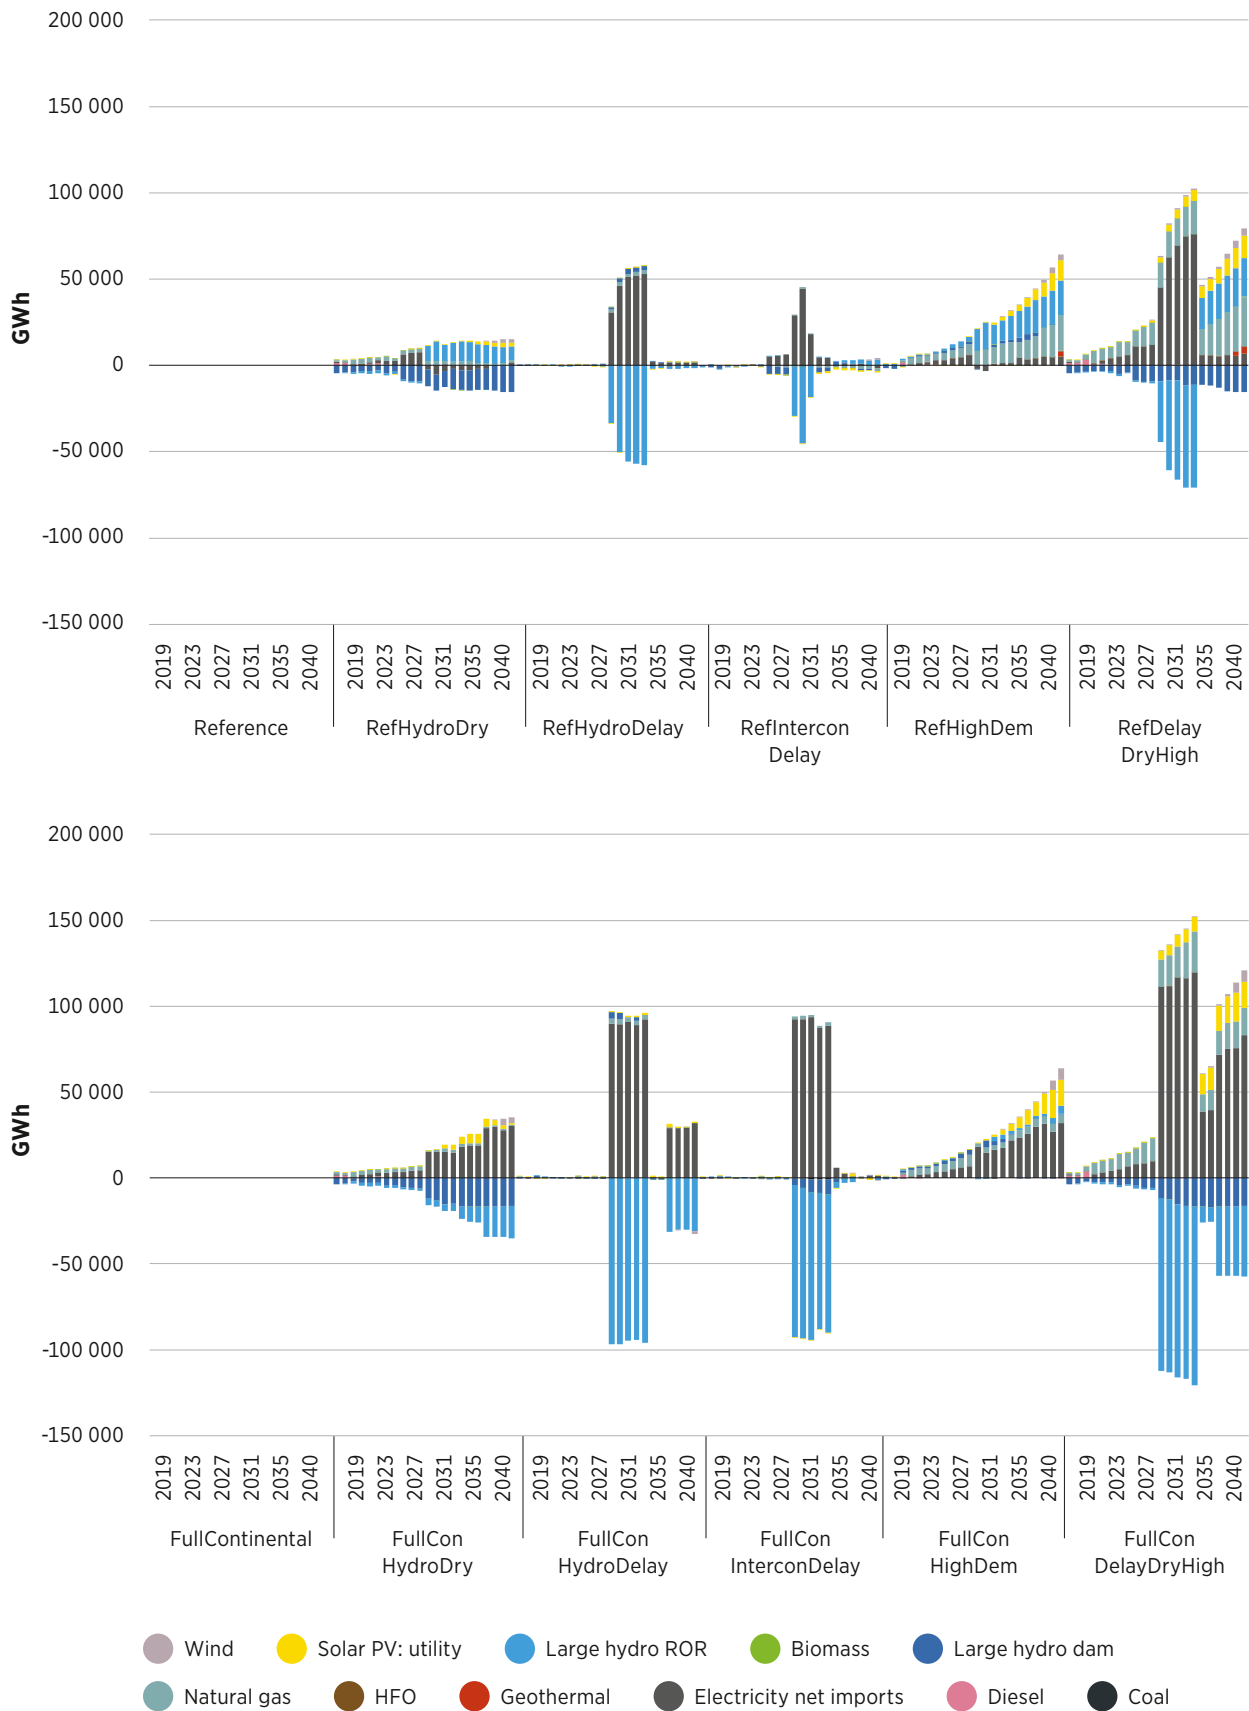 200 000
150 000
100 000
50 000
0
-50 000
-100 000
-150 000
GWh
2019 2023 2027 2031 2035 2040 2019 2023 2027 2031 2035 2040 2019 2023 2027 2031 2035 2040 2019 2023 2027 2031 2035 2040 2019 2023 2027 2031 2035 2040 2019 2023 2027 2031 2035 2040
Reference RefHydroDry RefHydroDelay RefIntercon RefHighDem RefDelay
Delay DryHigh
200 000
150 000
100 000
50 000
0
-50 000
-100 000
-150 000
GWh
2019 2023 2027 2031 2035 2040 2019 2023 2027 2031 2035 2040 2019 2023 2027 2031 2035 2040 2019 2023 2027 2031 2035 2040 2019 2023 2027 2031 2035 2040 2019 2023 2027 2031 2035 2040
FullContinental FullCon FullCon FullCon FullCon FullCon
HydroDry HydroDelay InterconDelay HighDem DelayDryHigh
Wind Solar PV: utility Large hydro ROR Biomass Large hydro dam
Natural gas HFO Geothermal Electricity net imports Diesel Coal